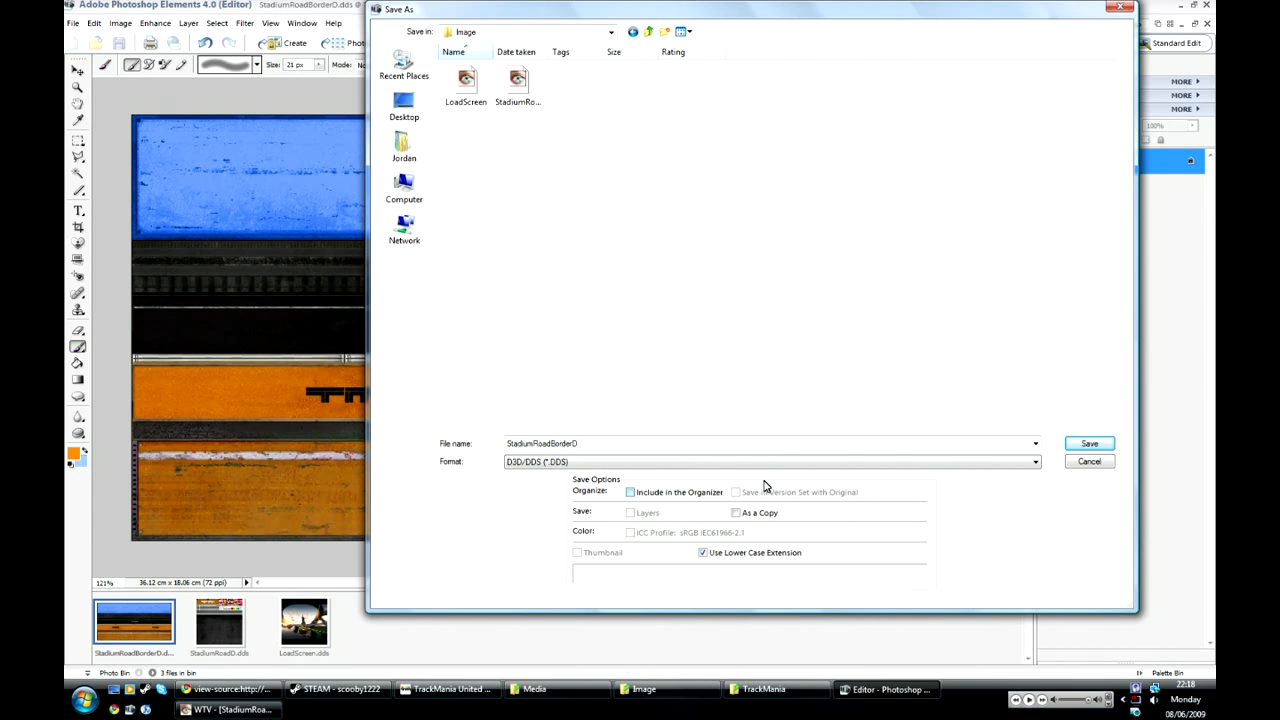 Adobe Photoshop Elements 4.0 (Editor)
StadiumRoadBorderD.dds
File Edit Image Enhance Layer Select Filter View Window Help
Create
Standard Edit
Size: 21 px
Mode:
Save As
Save in: Image
Name Date taken Tags Size Rating
LoadScreen StadiumRo...
Recent Places
Desktop
Jordan
Computer
Network
MORE
MORE
MORE
100%
File name: StadiumRoadBorderD
Save
Format: D3D/DDS (*.DDS)
Cancel
Save Options
Organize: Include in the Organizer
Save: Layers As a Copy
Color: ICC Profile: sRGB IEC61966-2.1
Thumbnail Use Lower Case Extension
121% 36.12 cm x 18.06 cm (72 ppi)
StadiumRoadBorderD.d... StadiumRoadD.dds LoadScreen.dds
Photo Bin 3 files in bin
Palette Bin
view-source:http://... STEAM - scooby1222 TrackMania United ... Media Image TrackMania Editor - Photoshop ...
22:18
WTV - [StadiumRoa...
Monday
08/06/2009